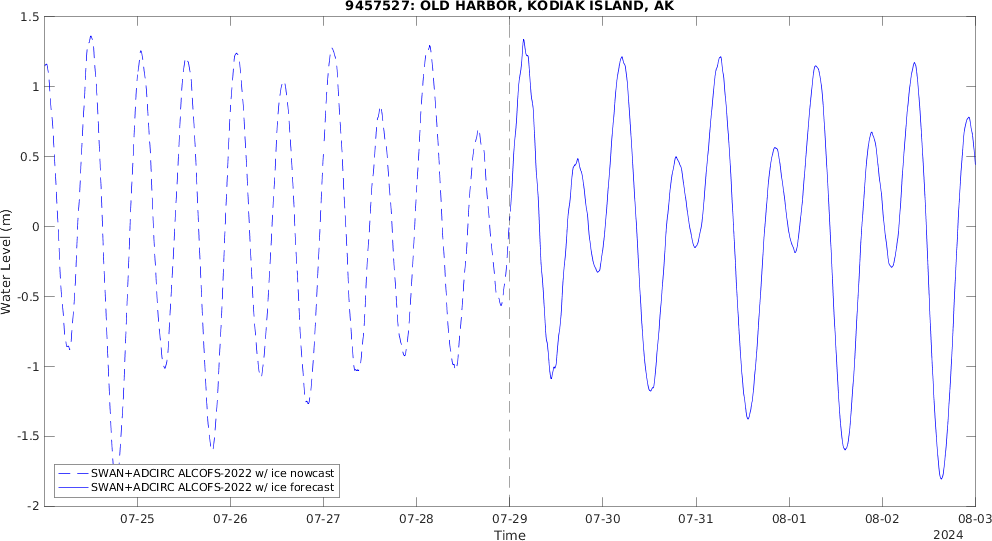 9457527: OLD HARBOR, KODIAK ISLAND, AK
1.5
1
0.5
0
-0.5
-1
-1.5
-2
Water Level (m)
SWAN+ADCIRC ALCOFS-2022 w/ ice nowcast
SWAN+ADCIRC ALCOFS-2022 w/ ice forecast
07-25 07-26 07-27 07-28 07-29 07-30 07-31 08-01 08-02 08-03
Time
2024